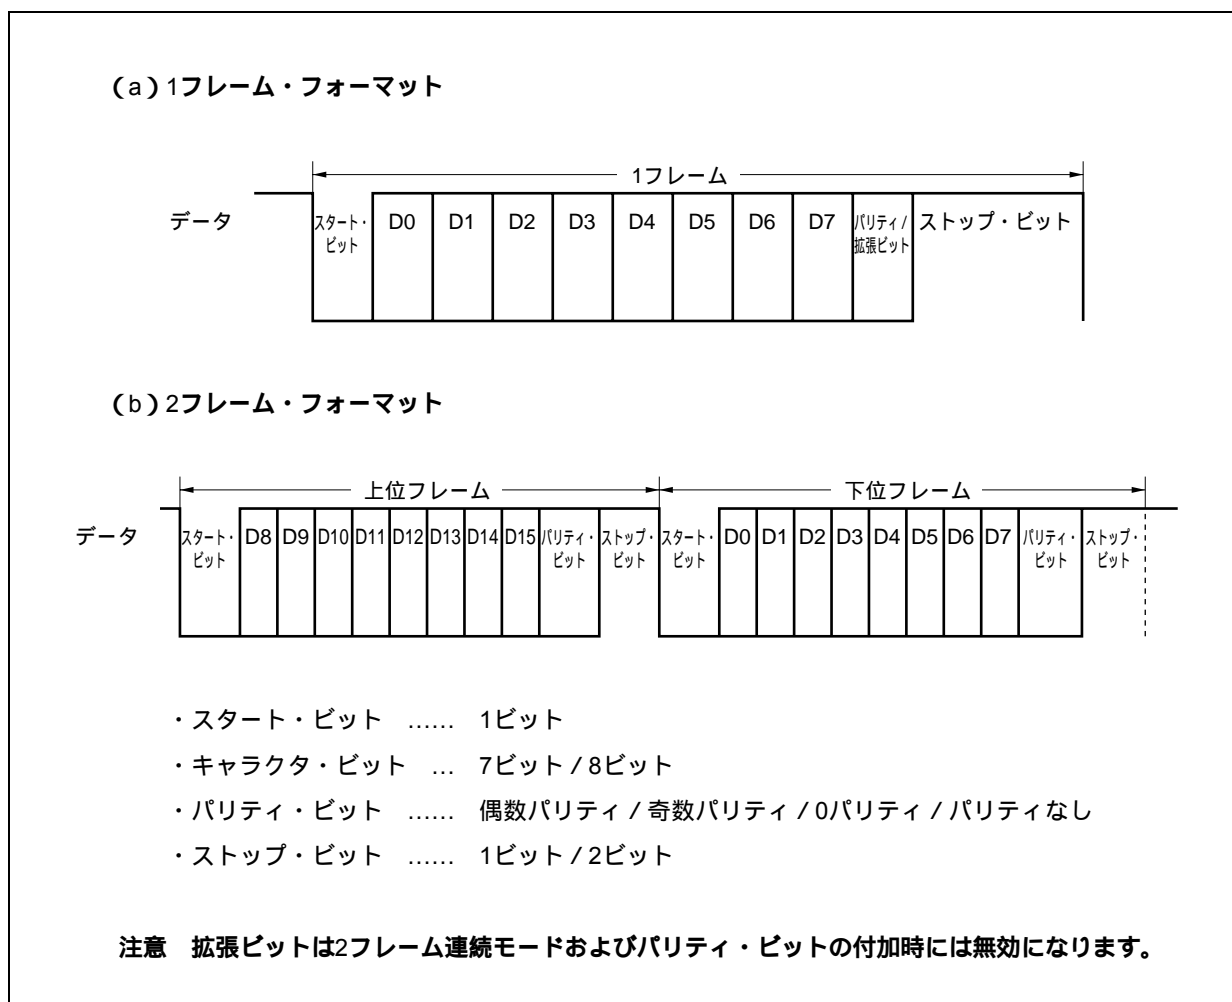 (a) 1フレーム・フォーマット
1フレーム
データ
スタート・
ビット
D0 D1 D2 D3 D4 D5 D6 D7
パリティ/
拡張ビット
ストップ・ビット
(b) 2フレーム・フォーマット
上位フレーム 下位フレーム
データ
スタート・
ビット
D8 D9 D10 D11 D12 D13 D14 D15
パリティ・
ビット
ストップ・
ビット
スタート・
ビット
D0 D1 D2 D3 D4 D5 D6 D7
パリティ・
ビット
ストップ・
ビット
・スタート・ビット …… 1ビット
・キャラクタ・ビット … 7ビット/8ビット
・パリティ・ビット …… 偶数パリティ/奇数パリティ/0パリティ/パリティなし
・ストップ・ビット …… 1ビット/2ビット
注意 拡張ビットは2フレーム連続モードおよびパリティ・ビットの付加時には無効になります。